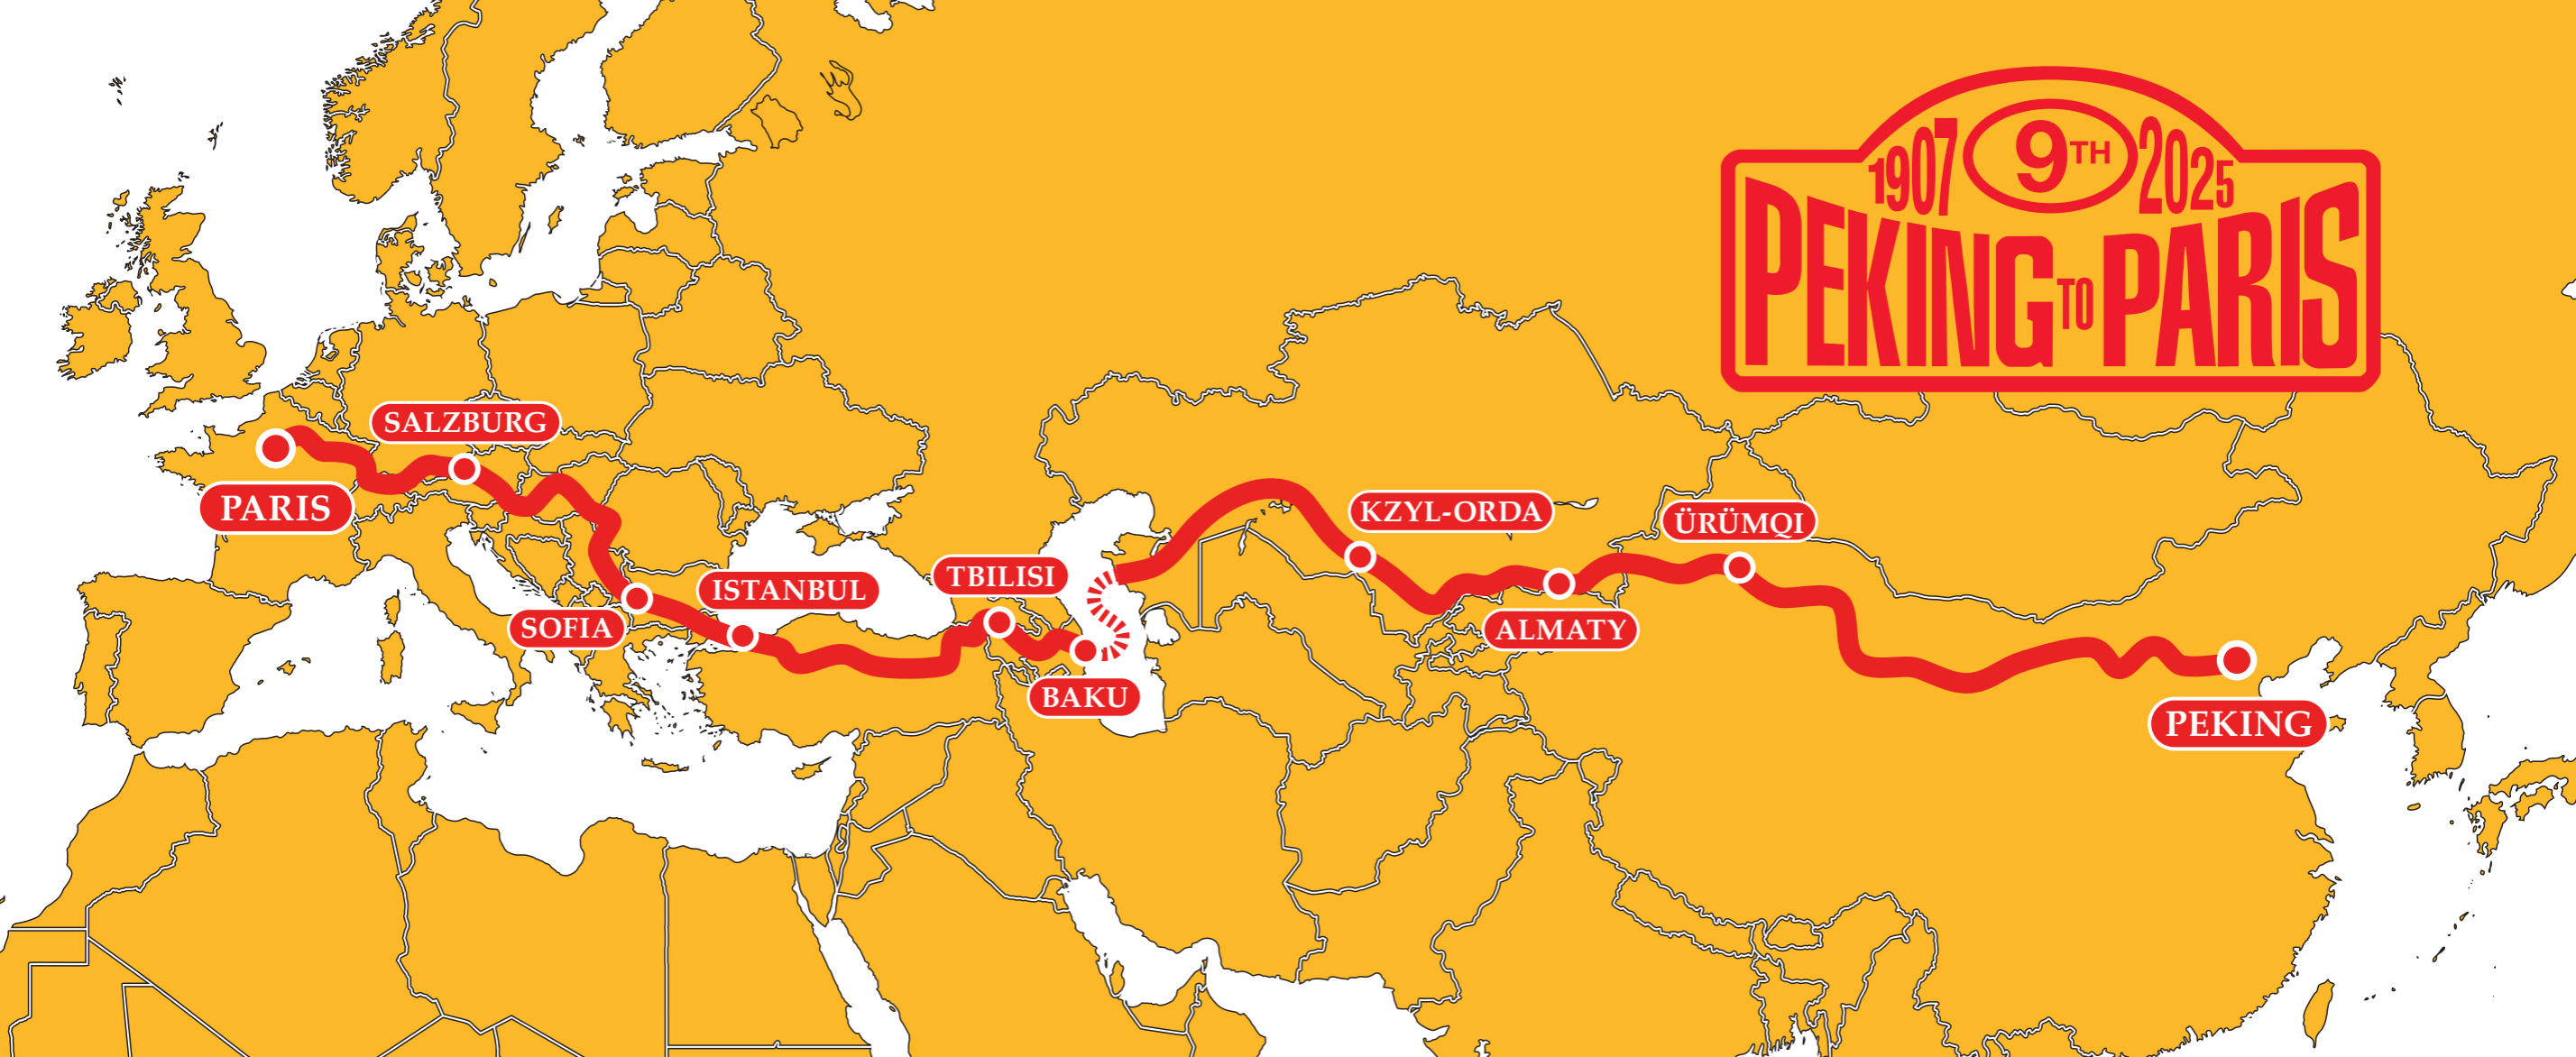 1907 9TH 2025
PEKING TO PARIS
SALZBURG
PARIS
KZYL-ORDA
ÜRÜMQI
TBILISI
ISTANBUL
SOFIA
ALMATY
BAKU
PEKING